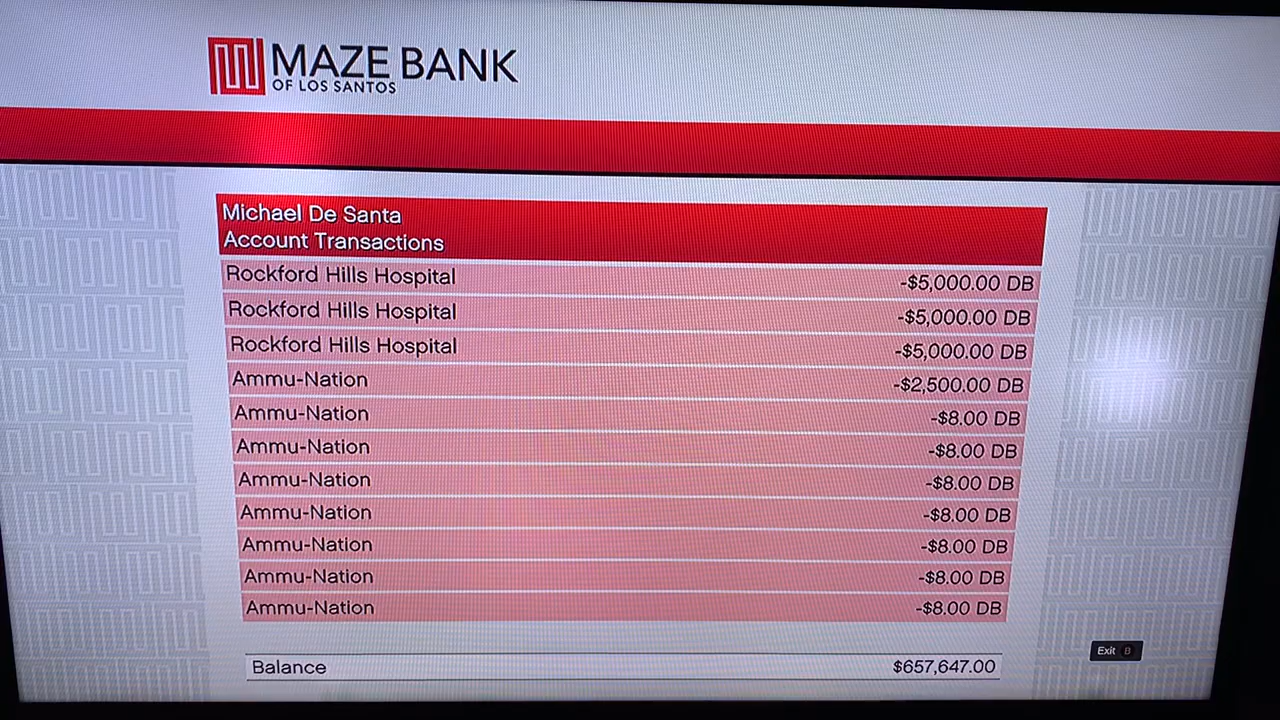 MAZE BANK
OF LOS SANTOS
Michael De Santa
Account Transactions
Rockford Hills Hospital -$5,000.00 DB
Rockford Hills Hospital -$5,000.00 DB
Rockford Hills Hospital -$5,000.00 DB
Ammu-Nation -$2,500.00 DB
Ammu-Nation -$8.00 DB
Ammu-Nation -$8.00 DB
Ammu-Nation -$8.00 DB
Ammu-Nation -$8.00 DB
Ammu-Nation -$8.00 DB
Ammu-Nation -$8.00 DB
Ammu-Nation -$8.00 DB
Balance $657,647.00
Exit B